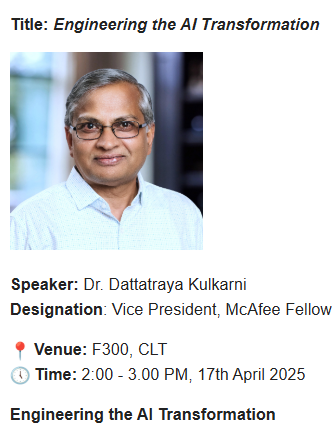 Title: Engineering the AI Transformation
Speaker: Dr. Dattatraya Kulkarni
Designation: Vice President, McAfee Fellow
Venue: F300, CLT
Time: 2:00 - 3.00 PM, 17th April 2025
Engineering the AI Transformation